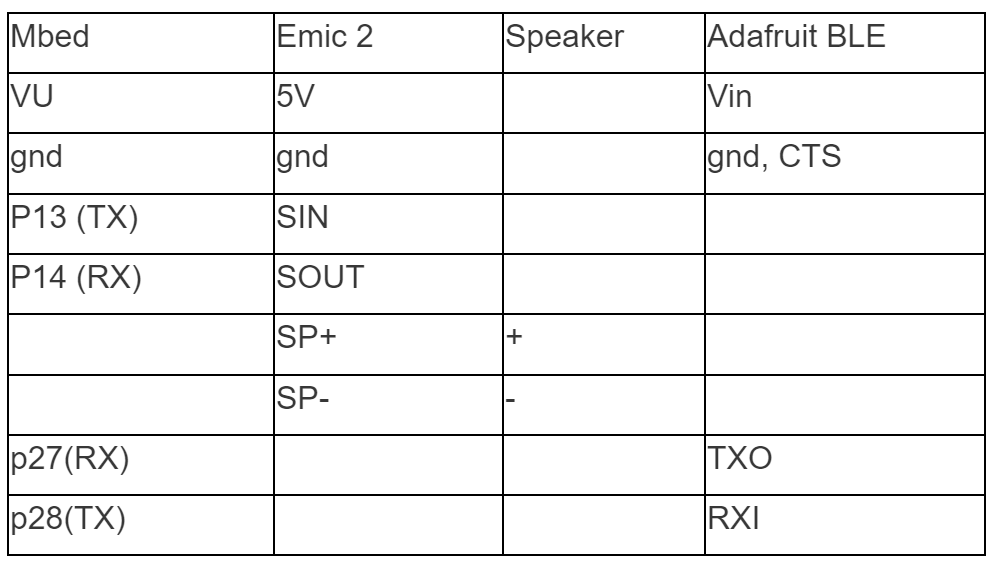 Mbed Emic 2 Speaker Adafruit BLE
VU 5V Vin
gnd gnd gnd, CTS
P13 (TX) SIN
P14 (RX) SOUT
SP+ +
SP- -
p27(RX) TXO
p28(TX) RXI